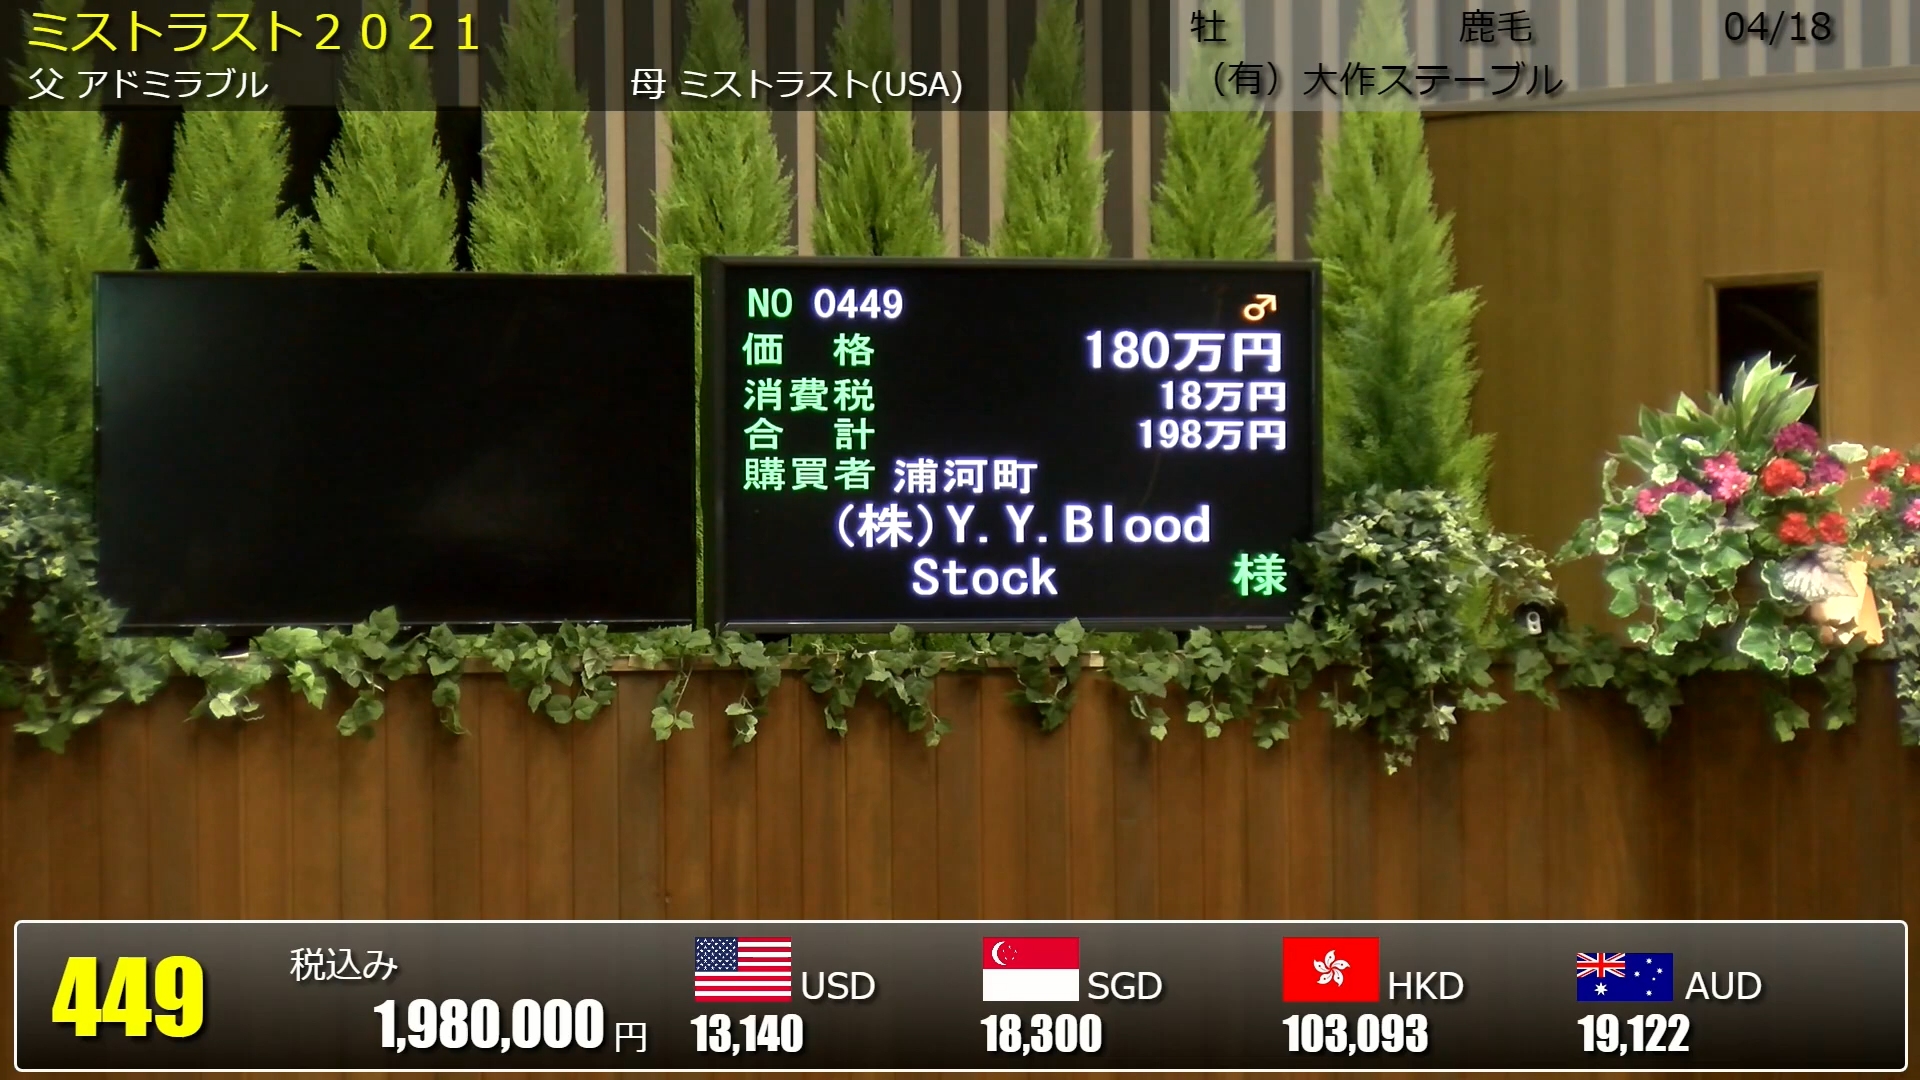 ミストラスト２０２１
父 アドミラブル
母 ミストラスト(USA)
牡 鹿毛 04/18
（有）大作ステーブル
NO 0449 ♂
価 格 180万円
消費税 18万円
合 計 198万円
購買者 浦河町
(株)Y.Y.Blood
Stock 様
449
税込み
1,980,000 円
USD
13,140
SGD
18,300
HKD
103,093
AUD
19,122